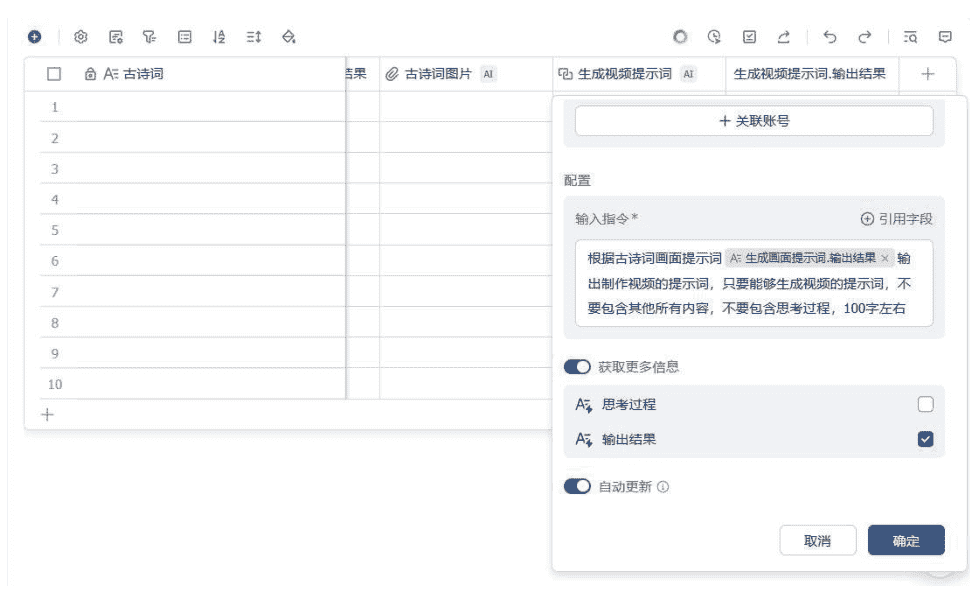 古诗词
结果
古诗词图片 AI
生成视频提示词 AI
生成视频提示词.输出结果
1
2
3
4
5
6
7
8
9
10
关联账号
配置
输入指令*
引用字段
根据古诗词画面提示词 生成画面提示词.输出结果 × 输
出制作视频的提示词，只要能够生成视频的提示词，不
要包含其他所有内容，不要包含思考过程，100字左右
获取更多信息
思考过程
输出结果
自动更新
取消
确定